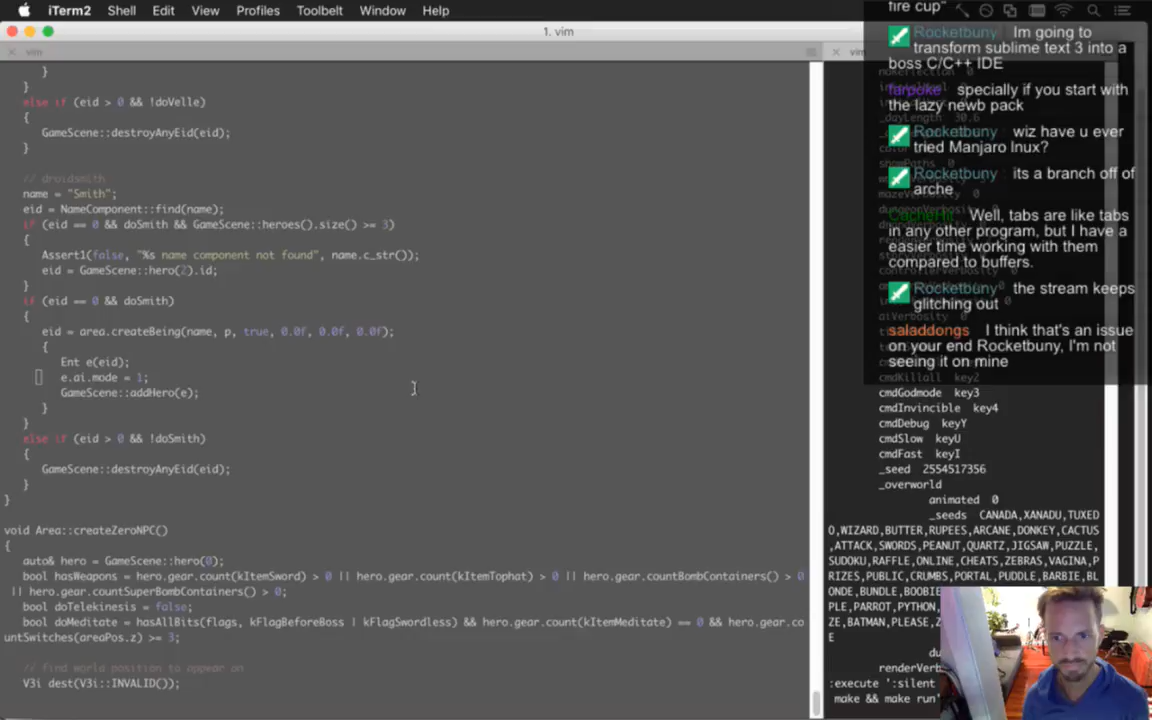 iTerm2 Shell Edit View Profiles Toolbelt Window Help
1. vim
vim
}
}
else if (eid > 0 && !doVelle)
{
GameScene::destroyAnyEid(eid);
}
// droidsmith
name = "Smith";
eid = NameComponent::find(name);
if (eid == 0 && doSmith && GameScene::heroes().size() >= 3)
{
Assert1(false, "%s name component not found", name.c_str());
eid = GameScene::hero(2).id;
}
if (eid == 0 && doSmith)
{
eid = area.createBeing(name, p, true, 0.0f, 0.0f, 0.0f);
{
Ent e(eid);
e.ai.mode = 1;
GameScene::addHero(e);
}
}
else if (eid > 0 && !doSmith)
{
GameScene::destroyAnyEid(eid);
}
}
void Area::createZeroNPC()
{
auto& hero = GameScene::hero(0);
bool hasWeapons = hero.gear.count(kItemSword) > 0 || hero.gear.count(kItemTophat) > 0 || hero.gear.countBombContainers() > 0
|| hero.gear.countSuperBombContainers() > 0;
bool doTelekinesis = false;
bool doMeditate = hasAllBits(flags, kFlagBeforeBoss | kFlagSwordless) && hero.gear.count(kItemMeditate) == 0 && hero.gear.co
untSwitches(areaPos.z) >= 3;
// find world position to appear on
V3i dest(V3i::INVALID());
vim
fire cup"
Rocketbuny Im going to
transform sublime text 3 into a
boss C/C++ IDE
farpoke specially if you start with
the lazy newb pack
_dayLength 30.6
Rocketbuny wiz have u ever
tried Manjaro lnux?
showPaths 0
Rocketbuny its a branch off of
arche
mazeVerbosity 0
CacheHit Well, tabs are like tabs
in any other program, but I have a
easier time working with them
compared to buffers.
Rocketbuny the stream keeps
glitching out
aiVerbosity 0
saladdongs I think that's an issue
on your end Rocketbuny, I'm not
seeing it on mine
cmdKillall key2
cmdGodmode key3
cmdInvincible key4
cmdDebug keyY
cmdSlow keyU
cmdFast keyI
_seed 2554517356
_overworld
animated 0
_seeds CANADA,XANADU,TUXED
O,WIZARD,BUTTER,RUPEES,ARCANE,DONKEY,CACTUS
,ATTACK,SWORDS,PEANUT,QUARTZ,JIGSAW,PUZZLE,
SUDOKU,RAFFLE,ONLINE,CHEATS,ZEBRAS,VAGINA,P
RIZES,PUBLIC,CRUMBS,PORTAL,PUDDLE,BARBIE,BL
ONDE,BUNDLE,BOOBIE
PLE,PARROT,PYTHON,
ZE,BATMAN,PLEASE,Z
E
du
renderVerb
:execute ':silent
make && make run'